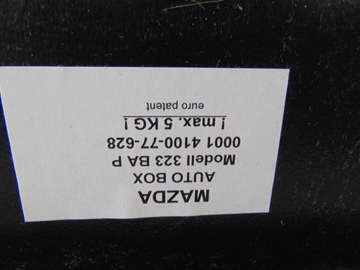 MAZDA
AUTO BOX
Modell 323 BA P
0001 4100-77-628
! max. 5 KG !
euro patent